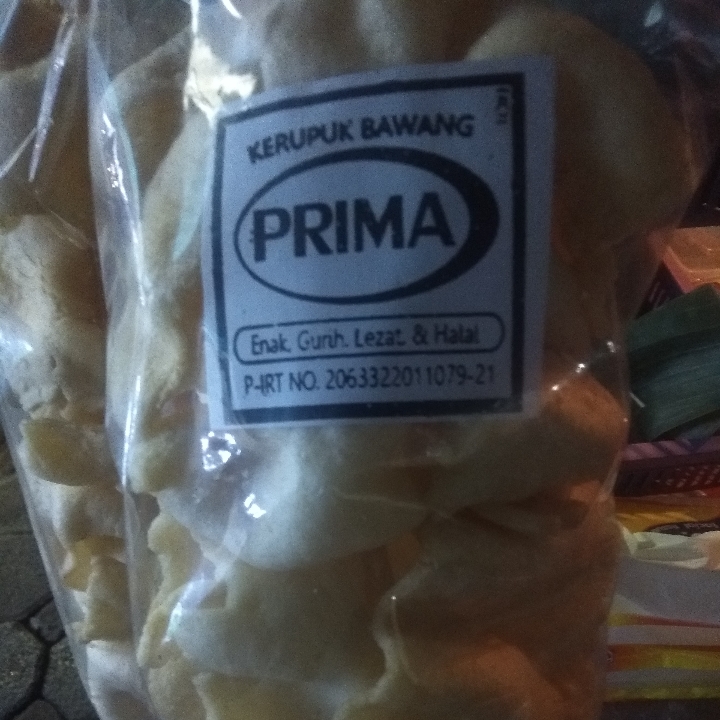 KERUPUK BAWANG
PRIMA
Enak, Gurih, Lezat, & Halal
P-IRT NO. 2063322011079-21